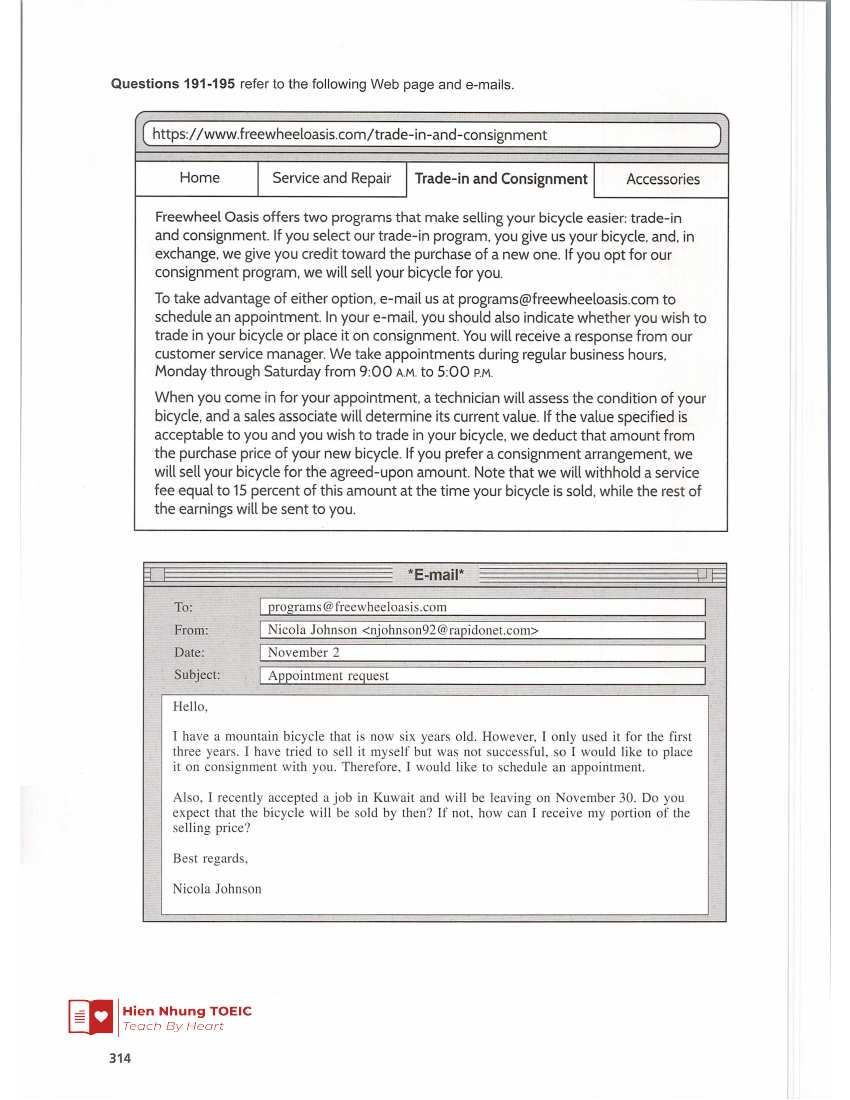 Questions 191-195 refer to the following Web page and e-mails.
https://www.freewheeloasis.com/trade-in-and-consignment
Home Service and Repair Trade-in and Consignment Accessories
Freewheel Oasis offers two programs that make selling your bicycle easier: trade-in
and consignment. If you select our trade-in program, you give us your bicycle, and, in
exchange, we give you credit toward the purchase of a new one. If you opt for our
consignment program, we will sell your bicycle for you.
To take advantage of either option, e-mail us at programs@freewheeloasis.com to
schedule an appointment. In your e-mail, you should also indicate whether you wish to
trade in your bicycle or place it on consignment. You will receive a response from our
customer service manager. We take appointments during regular business hours,
Monday through Saturday from 9:00 A.M. to 5:00 P.M.
When you come in for your appointment, a technician will assess the condition of your
bicycle, and a sales associate will determine its current value. If the value specified is
acceptable to you and you wish to trade in your bicycle, we deduct that amount from
the purchase price of your new bicycle. If you prefer a consignment arrangement, we
will sell your bicycle for the agreed-upon amount. Note that we will withhold a service
fee equal to 15 percent of this amount at the time your bicycle is sold, while the rest of
the earnings will be sent to you.
*E-mail*
To: programs@freewheeloasis.com
From: Nicola Johnson <njohnson92@rapidonet.com>
Date: November 2
Subject: Appointment request
Hello,
I have a mountain bicycle that is now six years old. However, I only used it for the first
three years. I have tried to sell it myself but was not successful, so I would like to place
it on consignment with you. Therefore, I would like to schedule an appointment.
Also, I recently accepted a job in Kuwait and will be leaving on November 30. Do you
expect that the bicycle will be sold by then? If not, how can I receive my portion of the
selling price?
Best regards,
Nicola Johnson
Hien Nhung TOEIC
Teach By Heart
314